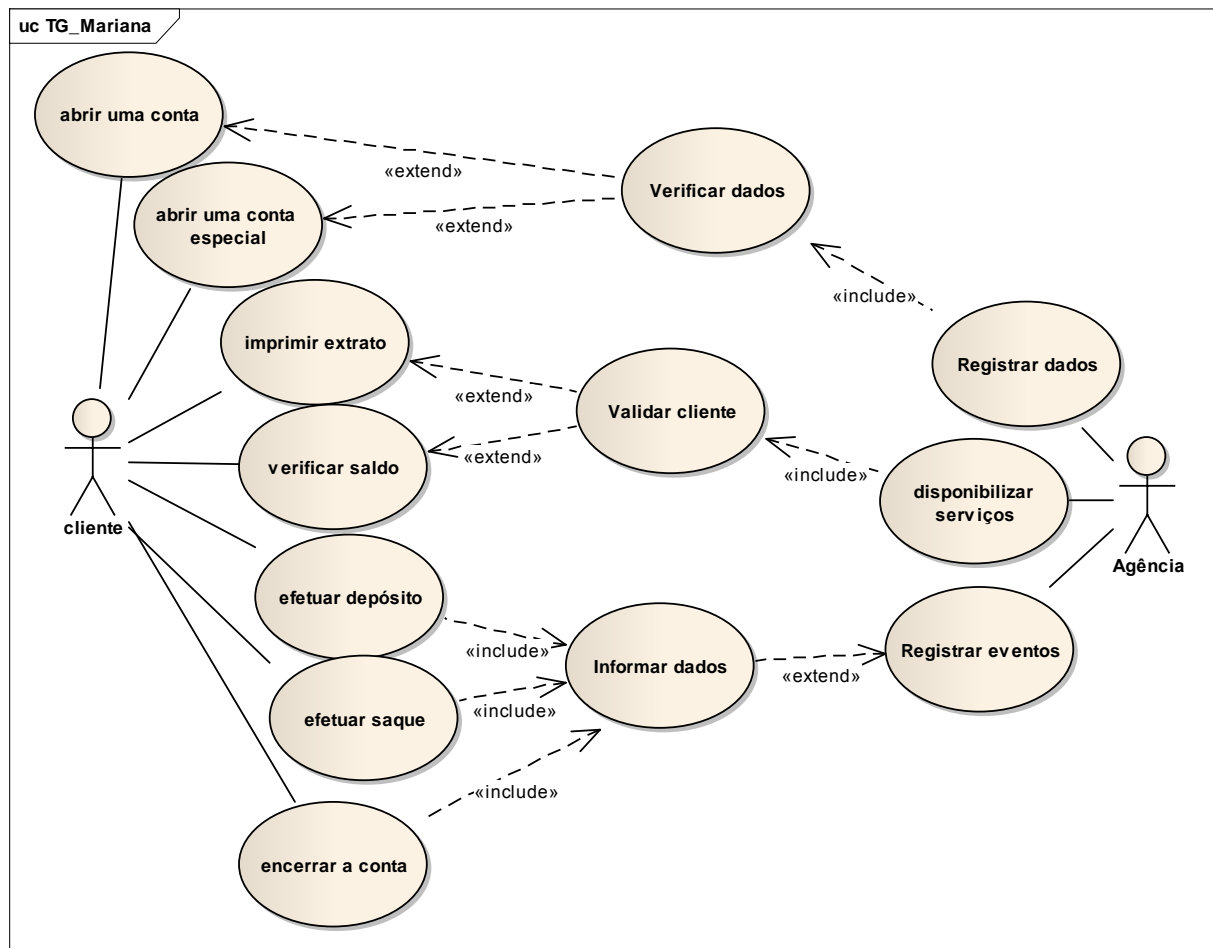 uc TG_Mariana
abrir uma conta
«extend»
Verificar dados
abrir uma conta
especial
«extend»
«include»
imprimir extrato
«extend»
Validar cliente
Registrar dados
verificar saldo
«extend»
«include»
disponibilizar
serviços
cliente
Agência
efetuar depósito
«include»
Informar dados
«extend»
Registrar eventos
efetuar saque
«include»
«include»
encerrar a conta